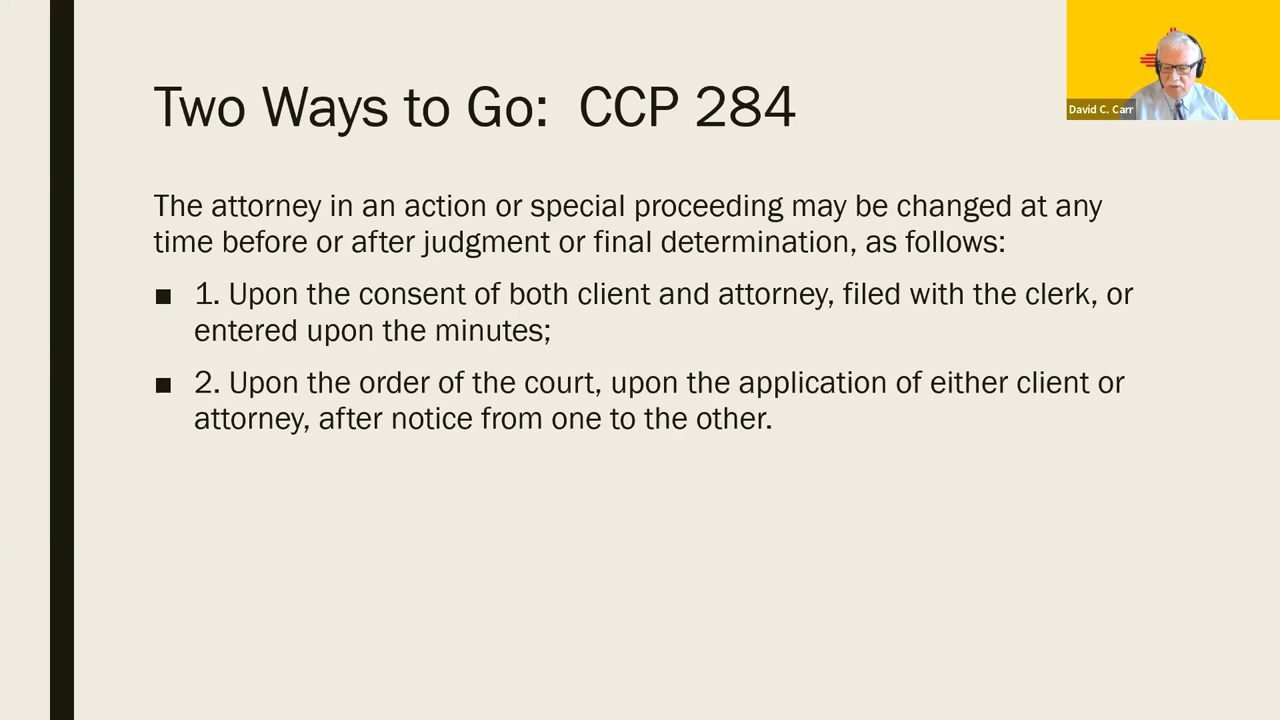 Two Ways to Go:  CCP 284
David C. Carr
The attorney in an action or special proceeding may be changed at any
time before or after judgment or final determination, as follows:
■ 1. Upon the consent of both client and attorney, filed with the clerk, or
entered upon the minutes;
■ 2. Upon the order of the court, upon the application of either client or
attorney, after notice from one to the other.